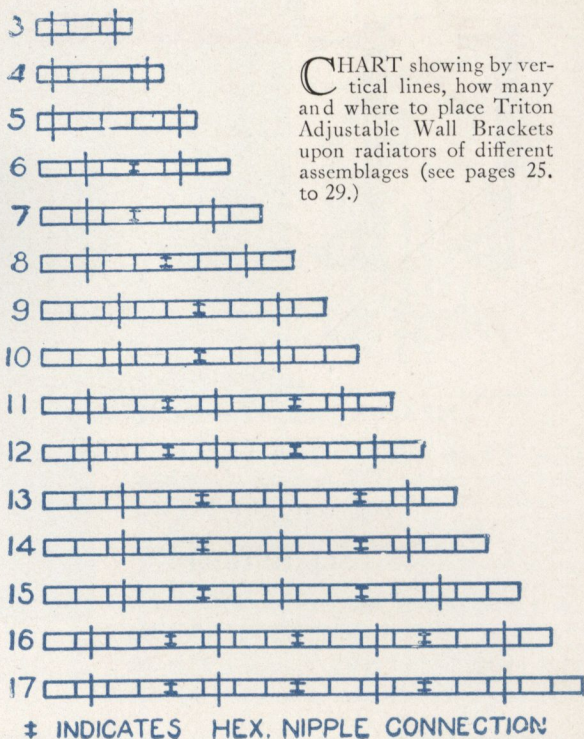 3
CHART showing by ver-
tical lines, how many
and where to place Triton
Adjustable Wall Brackets
upon radiators of different
assemblages (see pages 25.
to 29.)
4
5
6
7
8
9
10
11
12
13
14
15
16
17
‡ INDICATES HEX. NIPPLE CONNECTION